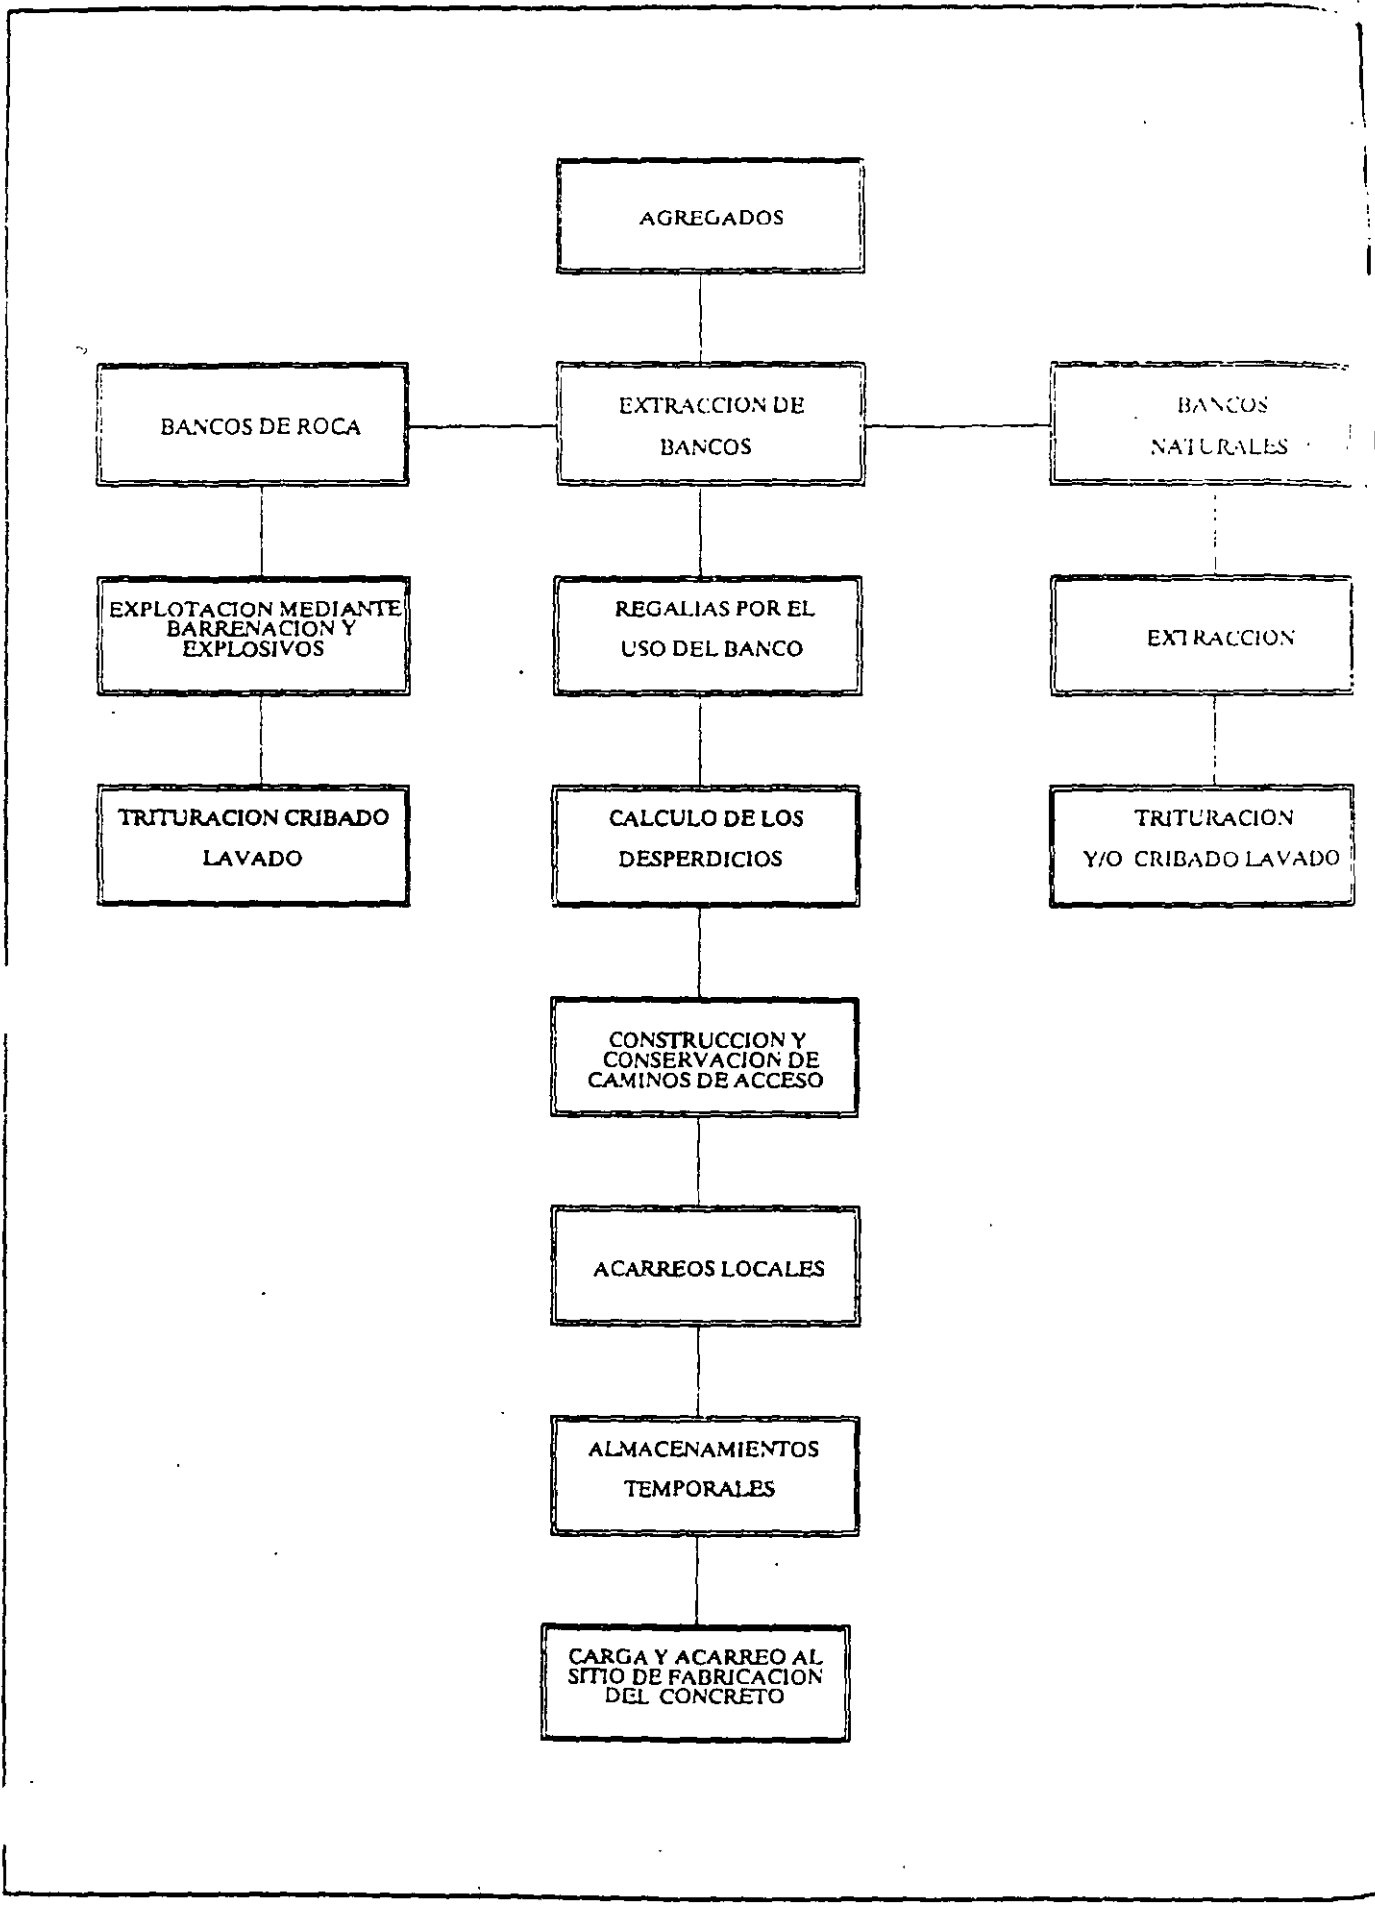 AGREGADOS
BANCOS DE ROCA
EXTRACCION DE
BANCOS
BANCOS
NATURALES
EXPLOTACION MEDIANTE
BARRENACION Y
EXPLOSIVOS
REGALIAS POR EL
USO DEL BANCO
EXTRACCION
TRITURACION CRIBADO
LAVADO
CALCULO DE LOS
DESPERDICIOS
TRITURACION
Y/O CRIBADO LAVADO
CONSTRUCCION Y
CONSERVACION DE
CAMINOS DE ACCESO
ACARREOS LOCALES
ALMACENAMIENTOS
TEMPORALES
CARGA Y ACARREO AL
SITIO DE FABRICACION
DEL CONCRETO